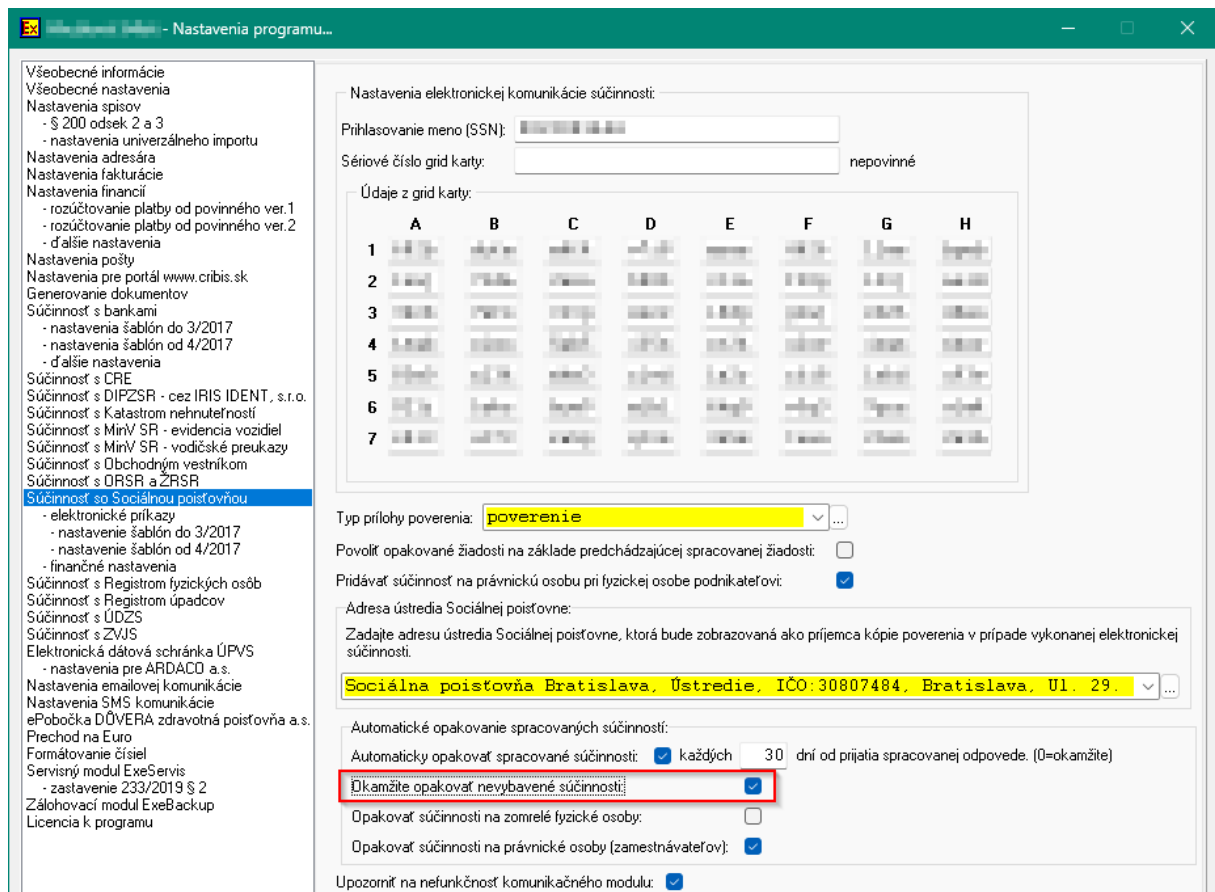 Ex - Nastavenia programu...
Všeobecné informácie
Všeobecné nastavenia
Nastavenia spisov
- § 200 odsek 2 a 3
- nastavenia univerzálneho importu
Nastavenia adresára
Nastavenia fakturácie
Nastavenia financií
- rozúčtovanie platby od povinného ver.1
- rozúčtovanie platby od povinného ver.2
- ďalšie nastavenia
Nastavenia pošty
Nastavenia pre portál www.cribis.sk
Generovanie dokumentov
Súčinnosť s bankami
- nastavenia šablón do 3/2017
- nastavenia šablón od 4/2017
- ďalšie nastavenia
Súčinnosť s CRE
Súčinnosť s DIPZSR - cez IRIS IDENT, s.r.o.
Súčinnosť s Katastrom nehnuteľností
Súčinnosť s MinV SR - evidencia vozidiel
Súčinnosť s MinV SR - vodičské preukazy
Súčinnosť s Obchodným vestníkom
Súčinnosť s ORSR a ŽRSR
Súčinnosť so Sociálnou poisťovňou
- elektronické príkazy
- nastavenie šablón do 3/2017
- nastavenie šablón od 4/2017
- finančné nastavenia
Súčinnosť s Registrom fyzických osôb
Súčinnosť s Registrom úpadcov
Súčinnosť s ÚDZS
Súčinnosť s ZVJS
Elektronická dátová schránka ÚPVS
- nastavenia pre ARDACO a.s.
Nastavenia emailovej komunikácie
Nastavenia SMS komunikácie
ePobočka DÔVERA zdravotná poisťovňa a.s.
Prechod na Euro
Formátovanie čísiel
Servisný modul ExeServis
- zastavenie 233/2019 § 2
Zálohovací modul ExeBackup
Licencia k programu
Nastavenia elektronickej komunikácie súčinnosti:
Prihlasovanie meno (SSN):
Sériové číslo grid karty: nepovinné
Údaje z grid karty:
A B C D E F G H
1
2
3
4
5
6
7
Typ prílohy poverenia: poverenie ...
Povoliť opakované žiadosti na základe predchádzajúcej spracovanej žiadosti:
Pridávať súčinnosť na právnickú osobu pri fyzickej osobe podnikateľovi:
Adresa ústredia Sociálnej poisťovne:
Zadajte adresu ústredia Sociálnej poisťovne, ktorá bude zobrazovaná ako príjemca kópie poverenia v prípade vykonanej elektronickej
súčinnosti.
Sociálna poisťovňa Bratislava, Ústredie, IČO:30807484, Bratislava, Ul. 29. ...
Automatické opakovanie spracovaných súčinností:
Automaticky opakovať spracované súčinnosti: každých 30 dní od prijatia spracovanej odpovede. (0=okamžite)
Okamžite opakovať nevybavené súčinnosti:
Opakovať súčinnosti na zomrelé fyzické osoby:
Opakovať súčinnosti na právnické osoby (zamestnávateľov):
Upozorniť na nefunkčnosť komunikačného modulu: